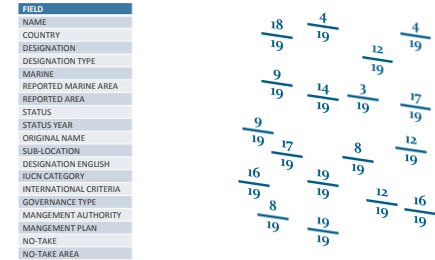 FIELD
NAME
COUNTRY
DESIGNATION
DESIGNATION TYPE
MARINE
REPORTED MARINE AREA
REPORTED AREA
STATUS
STATUS YEAR
ORIGINAL NAME
SUB-LOCATION
DESIGNATION ENGLISH
IUCN CATEGORY
INTERNATIONAL CRITERIA
GOVERNANCE TYPE
MANGEMENT AUTHORITY
MANGEMENT PLAN
NO-TAKE
NO-TAKE AREA
18/19
4/19
4/19
12/19
9/19
14/19
3/19
17/19
9/19
17/19
8/19
12/19
16/19
19/19
12/19
16/19
8/19
19/19